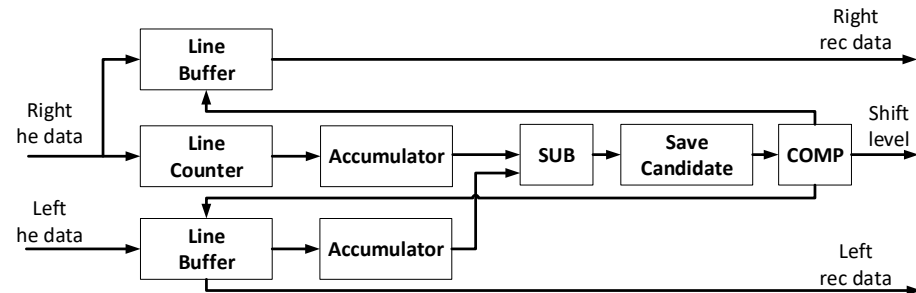 Right
rec data
Line
Buffer
Right
he data
Line
Counter
Accumulator
SUB
Save
Candidate
COMP
Shift
level
Left
he data
Line
Buffer
Accumulator
Left
rec data